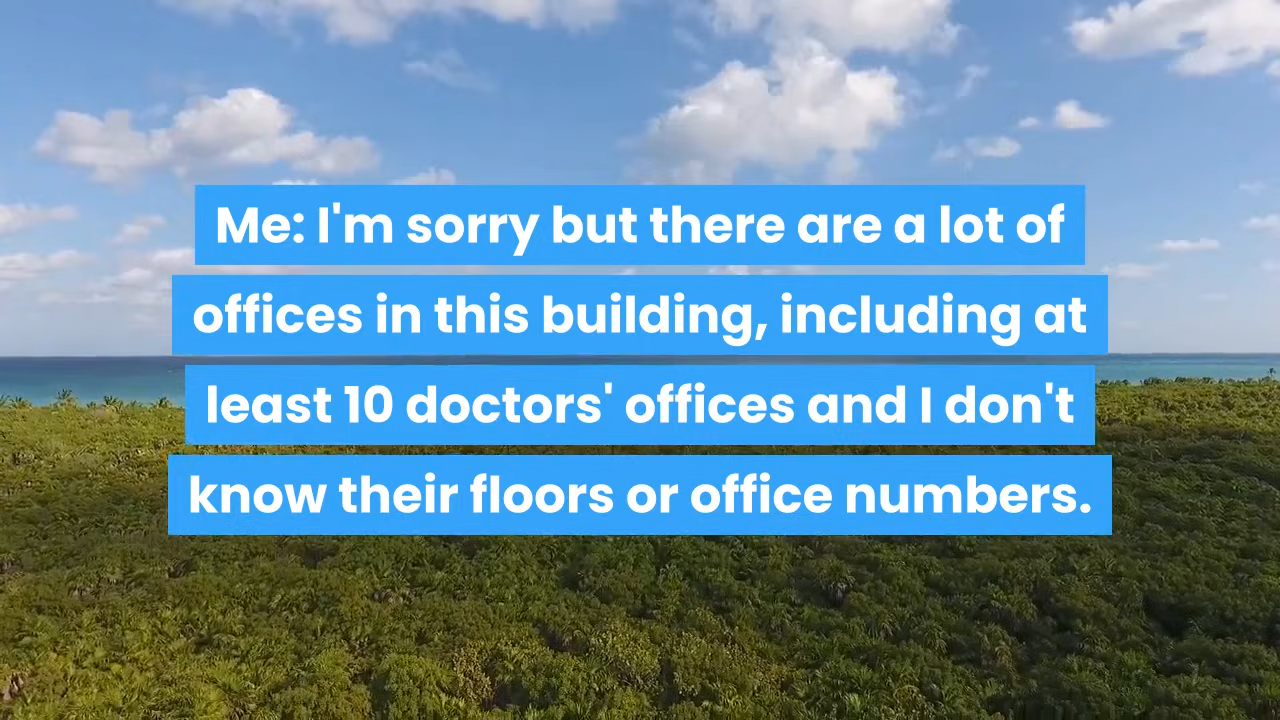 Me: I'm sorry but there are a lot of
offices in this building, including at
least 10 doctors' offices and I don't
know their floors or office numbers.